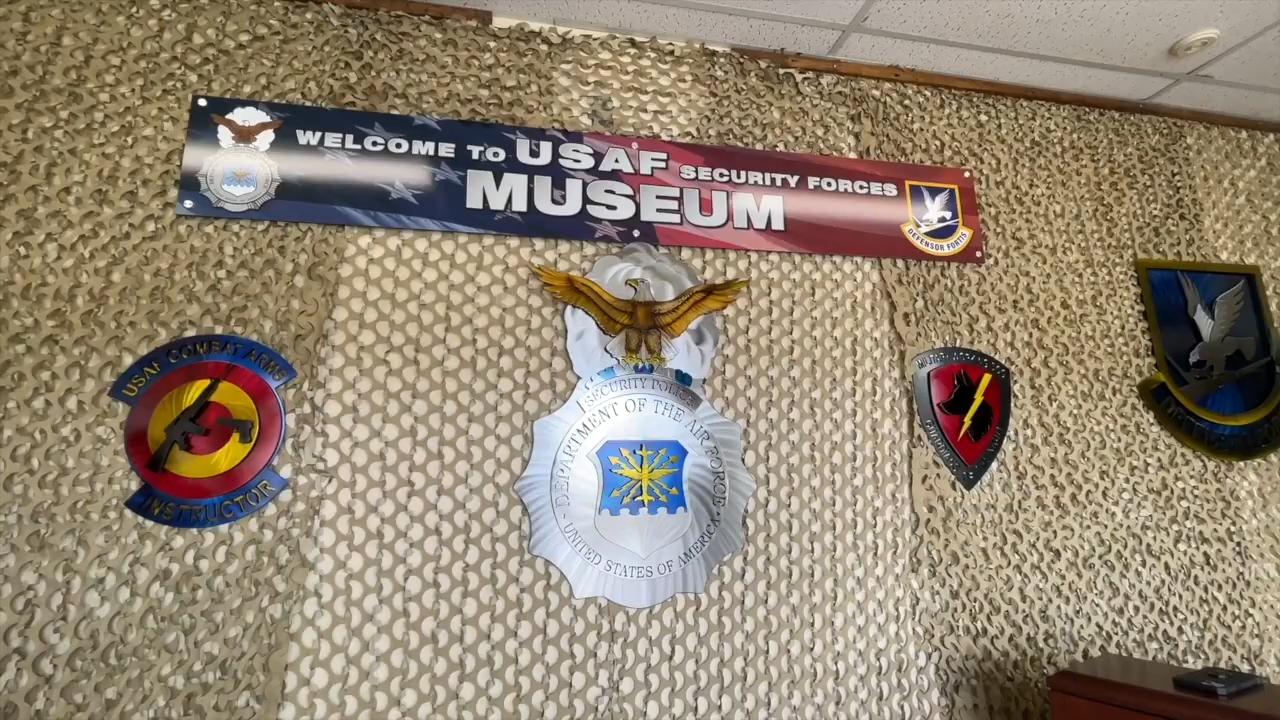 WELCOME TO USAF SECURITY FORCES
MUSEUM
DEFENSOR FORTIS
USAF COMBAT ARMS
INSTRUCTOR
SECURITY POLICE
DEPARTMENT OF THE AIR FORCE
UNITED STATES OF AMERICA